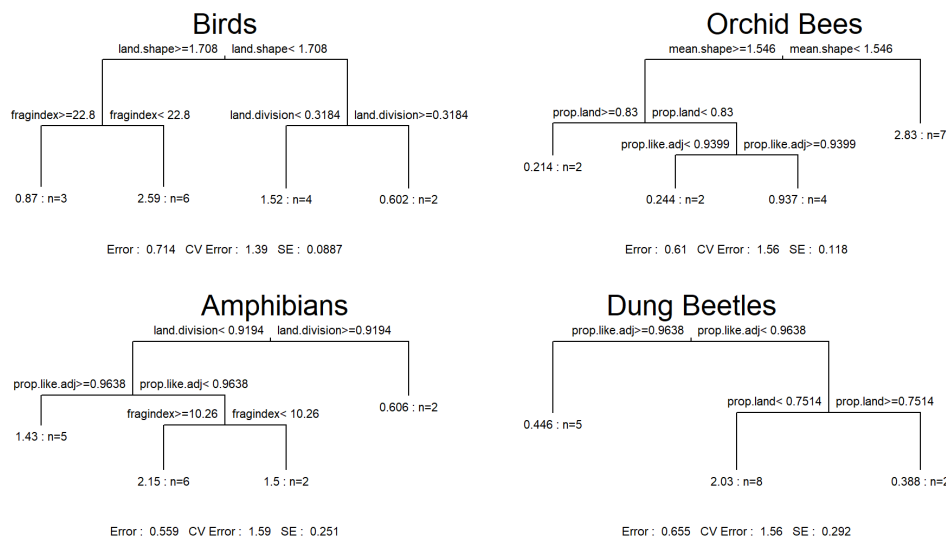 Birds
land.shape>=1.708 land.shape< 1.708
fragindex>=22.8 fragindex< 22.8 land.division< 0.3184 land.division>=0.3184
0.87 : n=3 2.59 : n=6 1.52 : n=4 0.602 : n=2
Error : 0.714 CV Error : 1.39 SE : 0.0887
Orchid Bees
mean.shape>=1.546 mean.shape< 1.546
prop.land>=0.83 prop.land< 0.83
2.83 : n=7
prop.like.adj< 0.9399 prop.like.adj>=0.9399
0.214 : n=2
0.244 : n=2 0.937 : n=4
Error : 0.61 CV Error : 1.56 SE : 0.118
Amphibians
land.division< 0.9194 land.division>=0.9194
prop.like.adj>=0.9638 prop.like.adj< 0.9638
0.606 : n=2
fragindex>=10.26 fragindex< 10.26
1.43 : n=5
2.15 : n=6 1.5 : n=2
Error : 0.559 CV Error : 1.59 SE : 0.251
Dung Beetles
prop.like.adj>=0.9638 prop.like.adj< 0.9638
prop.land< 0.7514 prop.land>=0.7514
0.446 : n=5
2.03 : n=8 0.388 : n=2
Error : 0.655 CV Error : 1.56 SE : 0.292